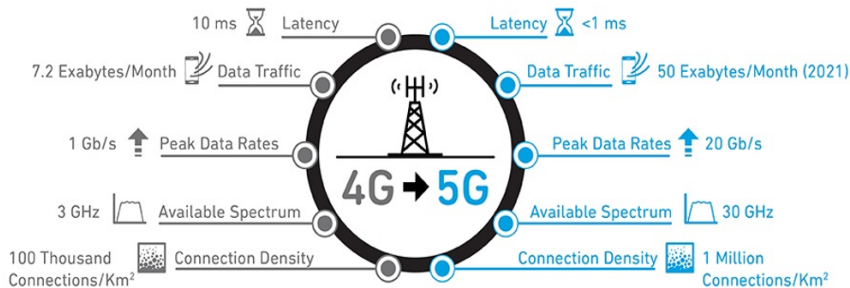 10 ms Latency
Latency <1 ms
7.2 Exabytes/Month Data Traffic
Data Traffic 50 Exabytes/Month (2021)
1 Gb/s Peak Data Rates
Peak Data Rates 20 Gb/s
4G 5G
3 GHz Available Spectrum
Available Spectrum 30 GHz
100 Thousand
Connections/Km²
Connection Density
Connection Density
1 Million
Connections/Km²